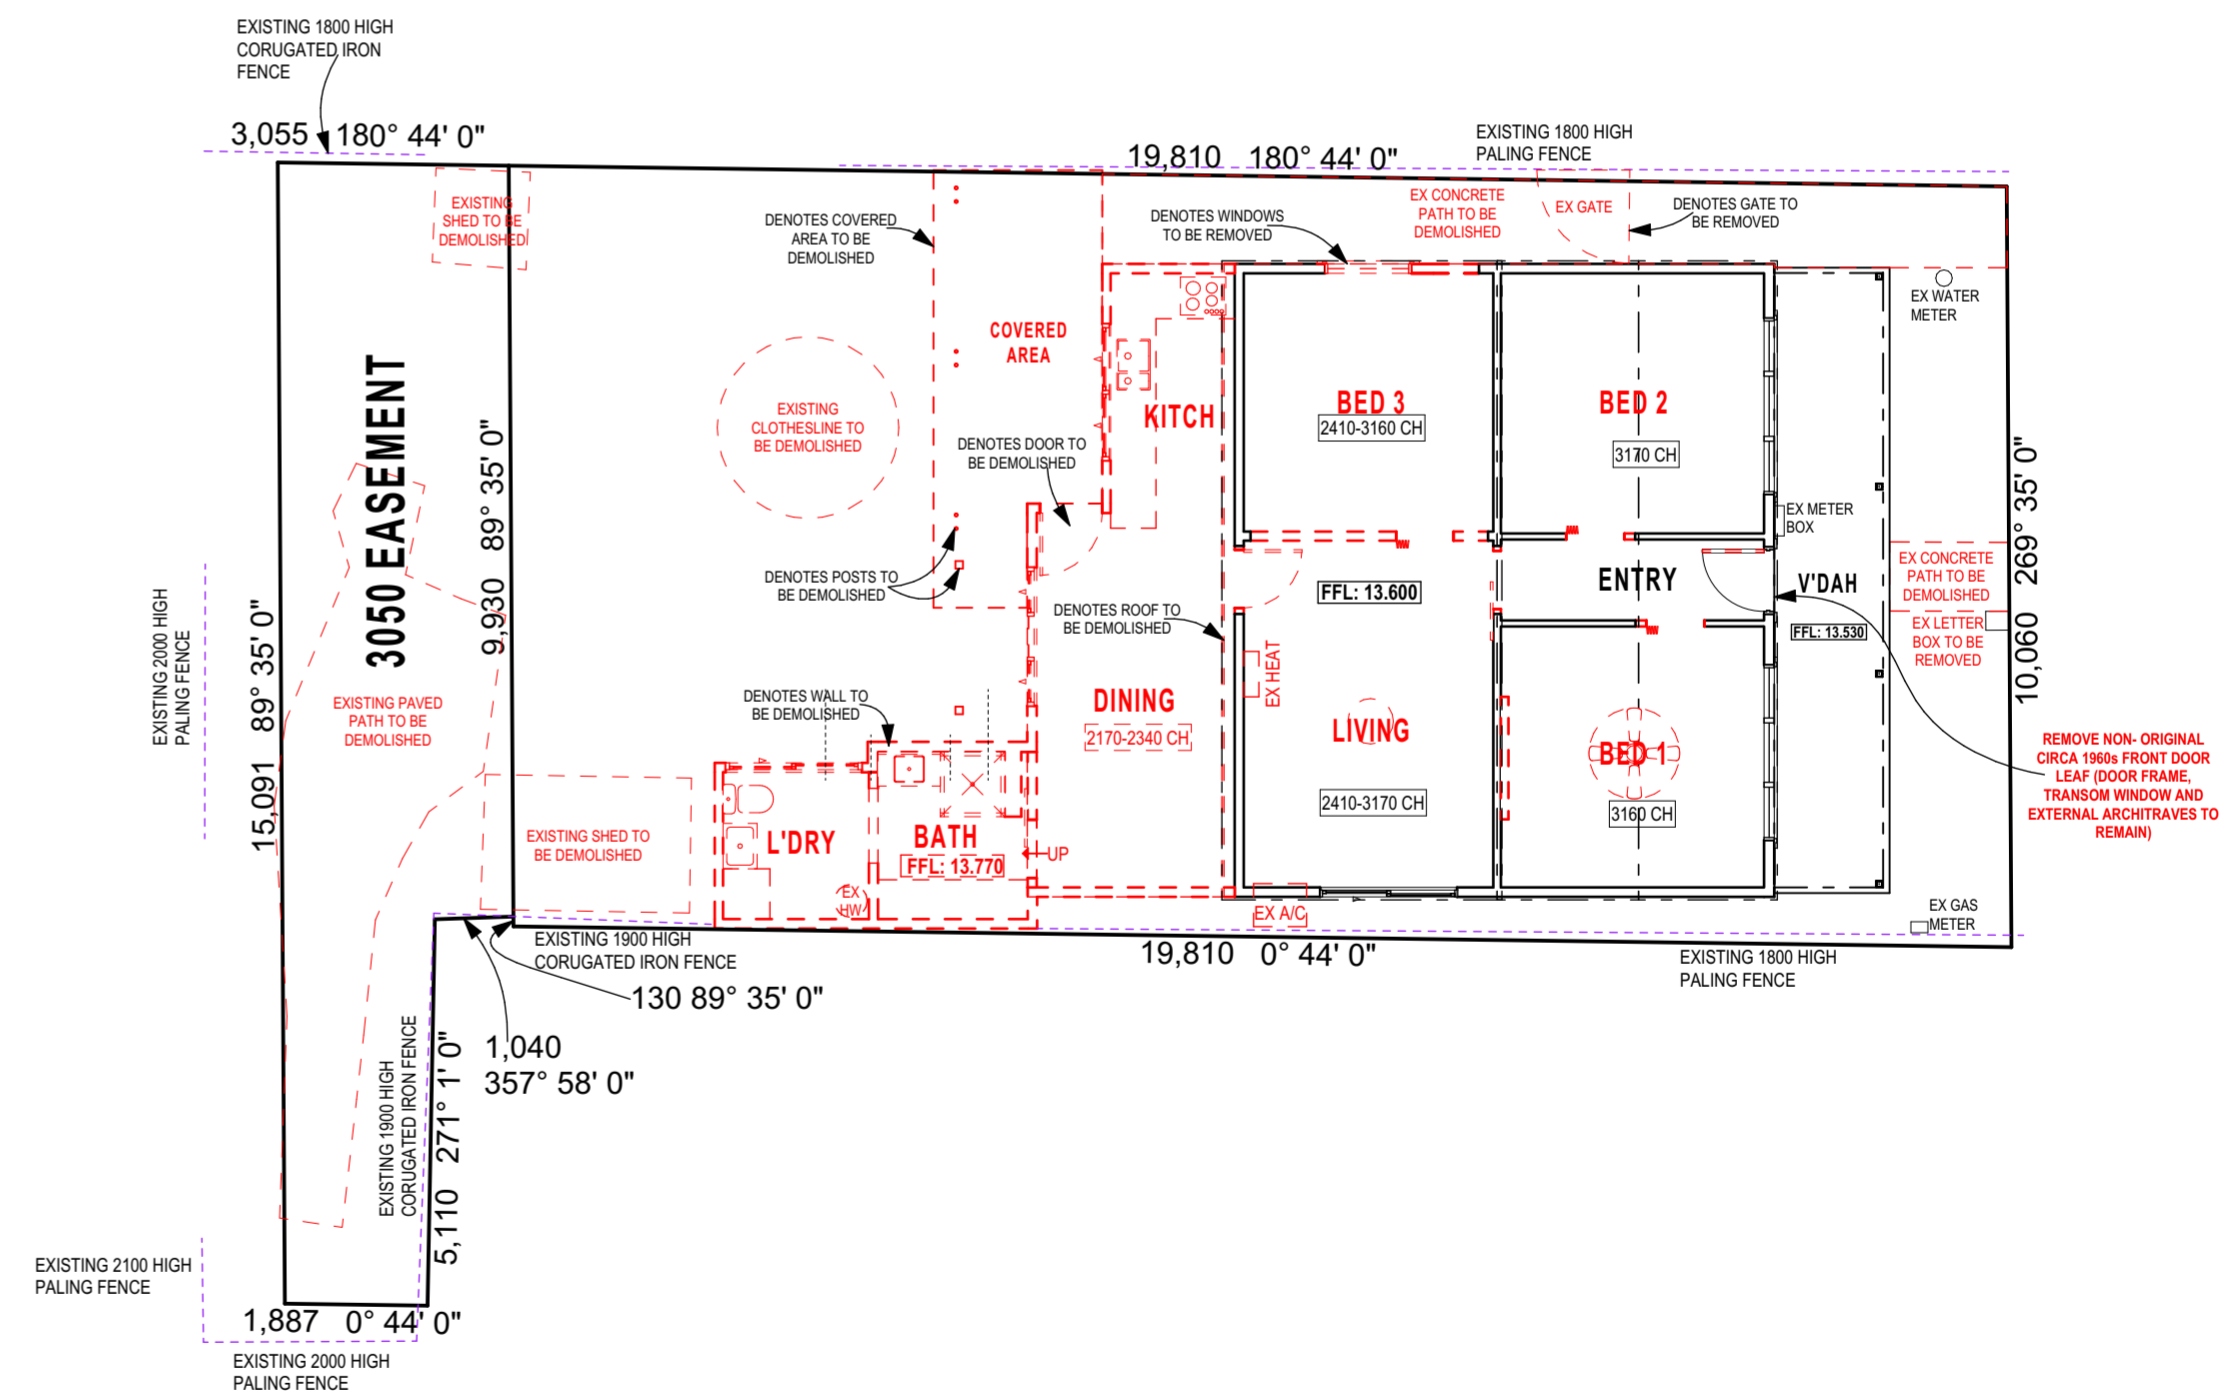 EXISTING 1800 HIGH
CORUGATED IRON
FENCE
3,055 180° 44' 0"
19,810 180° 44' 0"
EXISTING 1800 HIGH
PALING FENCE
EXISTING
SHED TO BE
DEMOLISHED
DENOTES COVERED
AREA TO BE
DEMOLISHED
DENOTES WINDOWS
TO BE REMOVED
EX CONCRETE
PATH TO BE
DEMOLISHED
EX GATE
DENOTES GATE TO
BE REMOVED
EX WATER
METER
COVERED
AREA
3050 EASEMENT
9,930 89° 35' 0"
EXISTING
CLOTHESLINE TO
BE DEMOLISHED
KITCH
BED 3
2410-3160 CH
BED 2
3170 CH
DENOTES DOOR TO
BE DEMOLISHED
EX METER
BOX
10,060 269° 35' 0"
DENOTES POSTS TO
BE DEMOLISHED
DENOTES ROOF TO
BE DEMOLISHED
FFL: 13.600
ENTRY
V'DAH
FFL: 13.530
EX CONCRETE
PATH TO BE
DEMOLISHED
EX LETTER
BOX TO BE
REMOVED
EXISTING 2000 HIGH
PALING FENCE
15,091 89° 35' 0"
EXISTING PAVED
PATH TO BE
DEMOLISHED
DENOTES WALL TO
BE DEMOLISHED
DINING
2170-2340 CH
EX HEAT
LIVING
2410-3170 CH
BED 1
3160 CH
REMOVE NON- ORIGINAL
CIRCA 1960s FRONT DOOR
LEAF (DOOR FRAME,
TRANSOM WINDOW AND
EXTERNAL ARCHITRAVES TO
REMAIN)
EXISTING SHED TO
BE DEMOLISHED
L'DRY
BATH
FFL: 13.770
UP
EX
HW
EX A/C
EX GAS
METER
EXISTING 1900 HIGH
CORUGATED IRON FENCE
19,810 0° 44' 0"
EXISTING 1800 HIGH
PALING FENCE
130 89° 35' 0"
1,040
357° 58' 0"
EXISTING 1900 HIGH
CORUGATED IRON FENCE
5,110 271° 1' 0"
EXISTING 2100 HIGH
PALING FENCE
1,887 0° 44' 0"
EXISTING 2000 HIGH
PALING FENCE